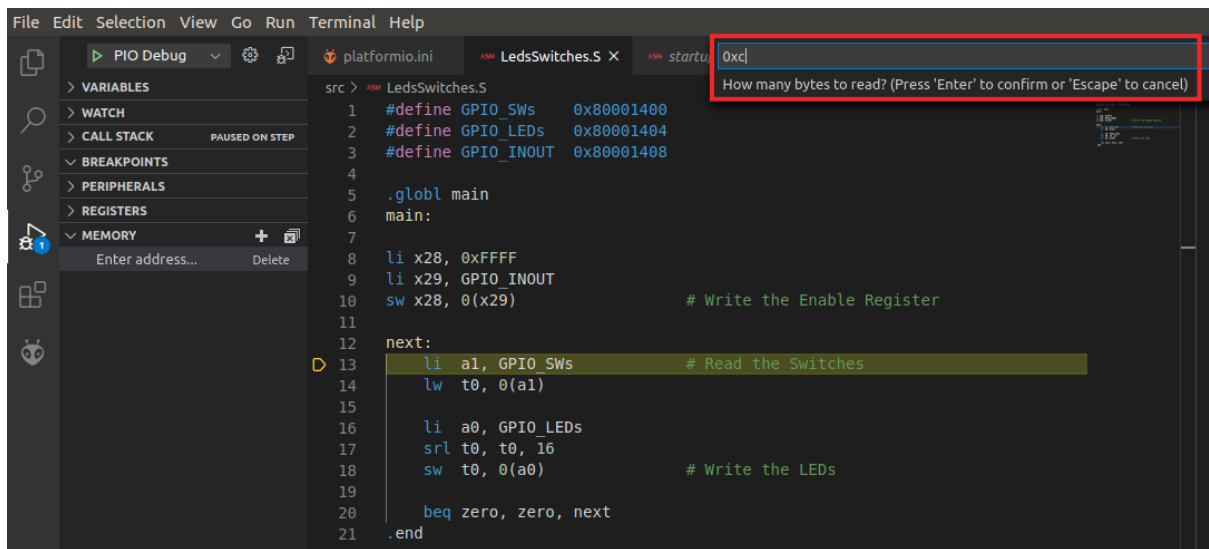 File Edit Selection View Go Run Terminal Help
PIO Debug
platformio.ini
ASM LedsSwitches.S
ASM
0xc
How many bytes to read? (Press 'Enter' to confirm or 'Escape' to cancel)
VARIABLES
WATCH
CALL STACK PAUSED ON STEP
BREAKPOINTS
PERIPHERALS
REGISTERS
MEMORY
Enter address... Delete
1
src > ASM LedsSwitches.S
1 #define GPIO_SWs 0x80001400
2 #define GPIO_LEDs 0x80001404
3 #define GPIO_INOUT 0x80001408
4
5 .globl main
6 main:
7
8 li x28, 0xFFFF
9 li x29, GPIO_INOUT
10 sw x28, 0(x29) # Write the Enable Register
11
12 next:
13 li a1, GPIO_SWs # Read the Switches
14 lw t0, 0(a1)
15
16 li a0, GPIO_LEDs
17 srl t0, t0, 16
18 sw t0, 0(a0) # Write the LEDs
19
20 beq zero, zero, next
21 .end